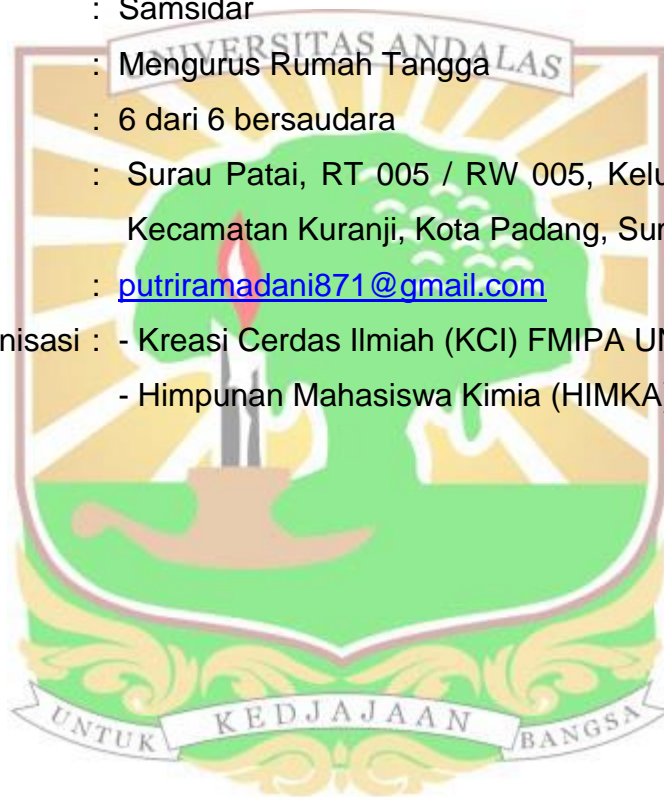 : Samsidar
UNIVERSITAS ANDALAS
: Mengurus Rumah Tangga
: 6 dari 6 bersaudara
: Surau Patai, RT 005 / RW 005, Kelu
Kecamatan Kuranji, Kota Padang, Su
: putriramadani871@gmail.com
nisasi : - Kreasi Cerdas Ilmiah (KCI) FMIPA UN
- Himpunan Mahasiswa Kimia (HIMKA
UNTUK KEDJAJAAN BANGSA